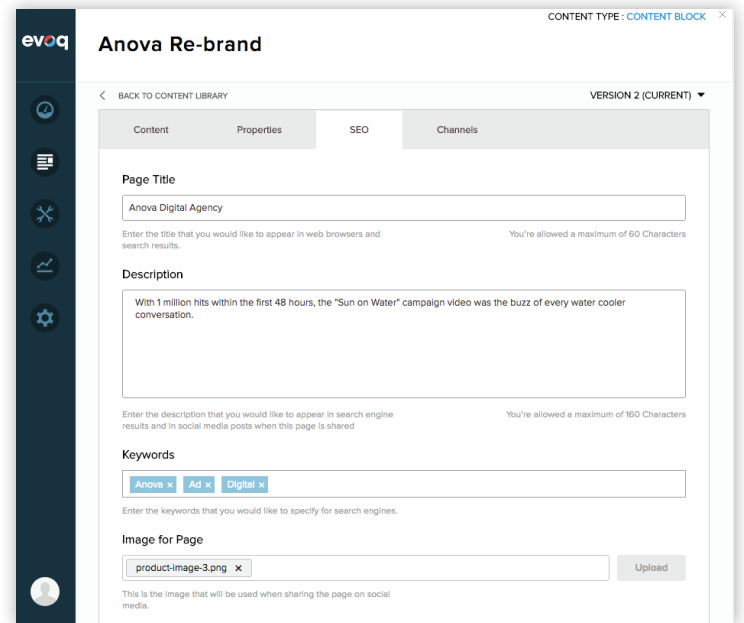 CONTENT TYPE : CONTENT BLOCK ×
evoq
Anova Re-brand
BACK TO CONTENT LIBRARY
VERSION 2 (CURRENT)
Content Properties SEO Channels
Page Title
Anova Digital Agency
Enter the title that you would like to appear in web browsers and
search results.
You're allowed a maximum of 60 Characters
Description
With 1 million hits within the first 48 hours, the "Sun on Water" campaign video was the buzz of every water cooler
conversation.
Enter the description that you would like to appear in search engine
results and in social media posts when this page is shared
You're allowed a maximum of 160 Characters
Keywords
Anova × Ad × Digital ×
Enter the keywords that you would like to specify for search engines.
Image for Page
product-image-3.png × Upload
This is the image that will be used when sharing the page on social
media.